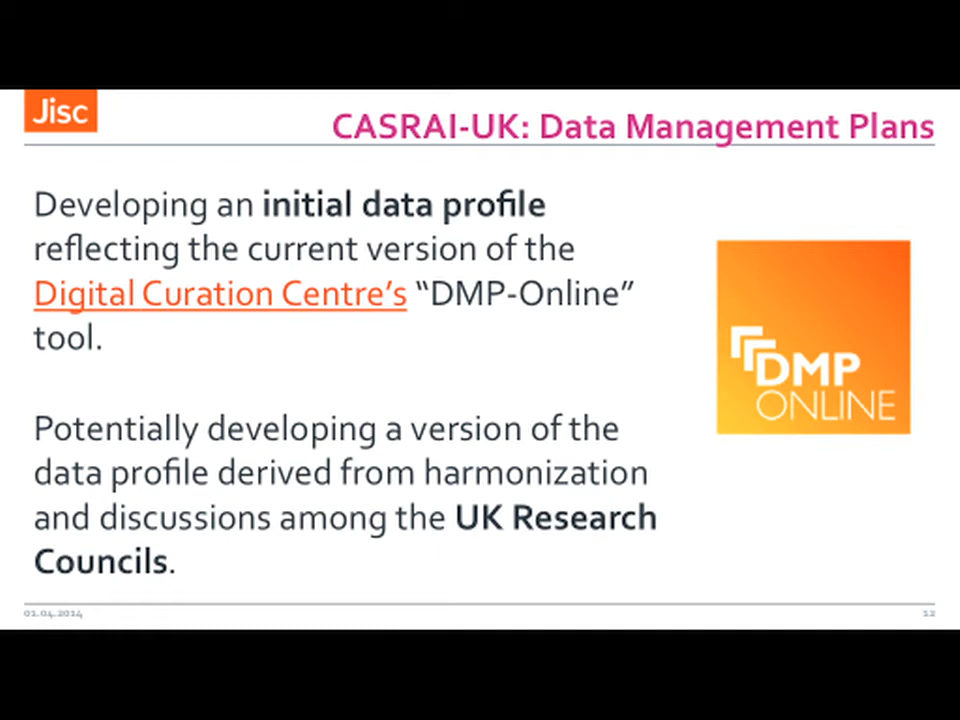 Jisc
CASRAI-UK: Data Management Plans
Developing an initial data profile
reflecting the current version of the
Digital Curation Centre’s “DMP-Online”
tool.
DMP
ONLINE
Potentially developing a version of the
data profile derived from harmonization
and discussions among the UK Research
Councils.
01.04.2014
12